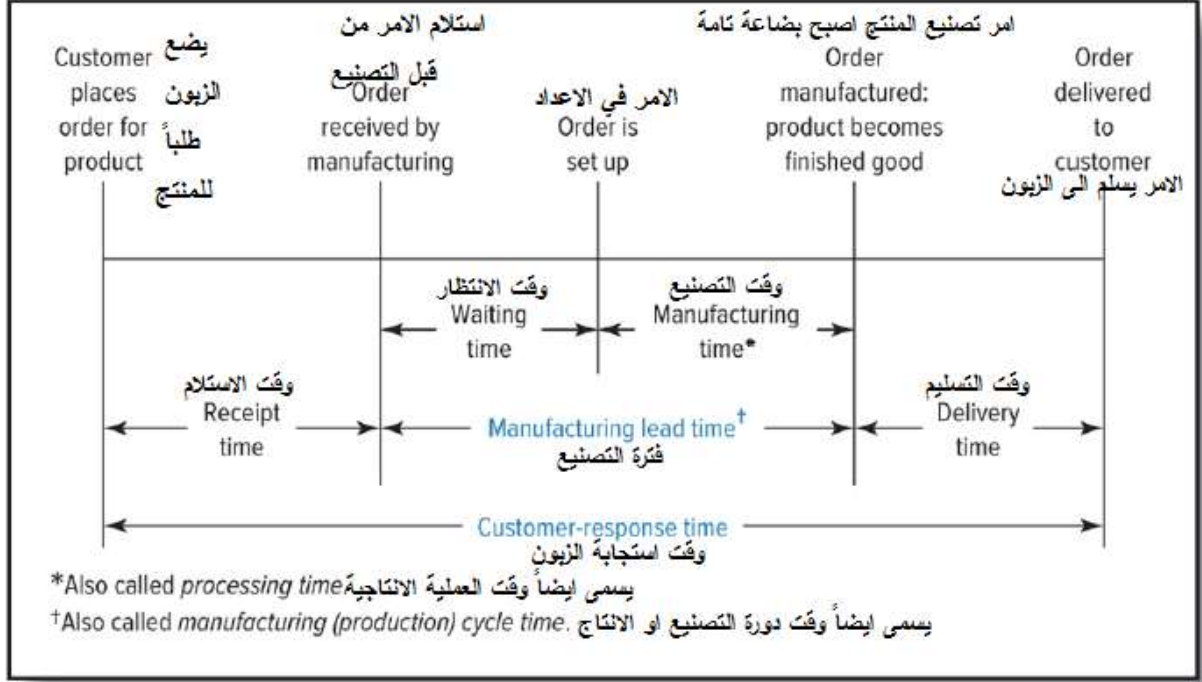 Customer
places
order for
product
يضع
الزبون
طلباً
للمنتج
استلام الامر من
قبل التصنيع
Order
received by
manufacturing
الامر في الاعداد
Order is
set up
امر تصنيع المنتج اصبح بضاعة تامة
Order
manufactured:
product becomes
finished good
Order
delivered
to
customer
الامر يسلم الى الزبون
وقت الانتظار
Waiting
time
وقت التصنيع
Manufacturing
time*
وقت الاستلام
Receipt
time
Manufacturing lead time†
فترة التصنيع
وقت التسليم
Delivery
time
Customer-response time
وقت استجابة الزبون
*Also called processing time يسمى ايضاً وقت العملية الانتاجية
†Also called manufacturing (production) cycle time. يسمى ايضاً وقت دورة التصنيع او الانتاج